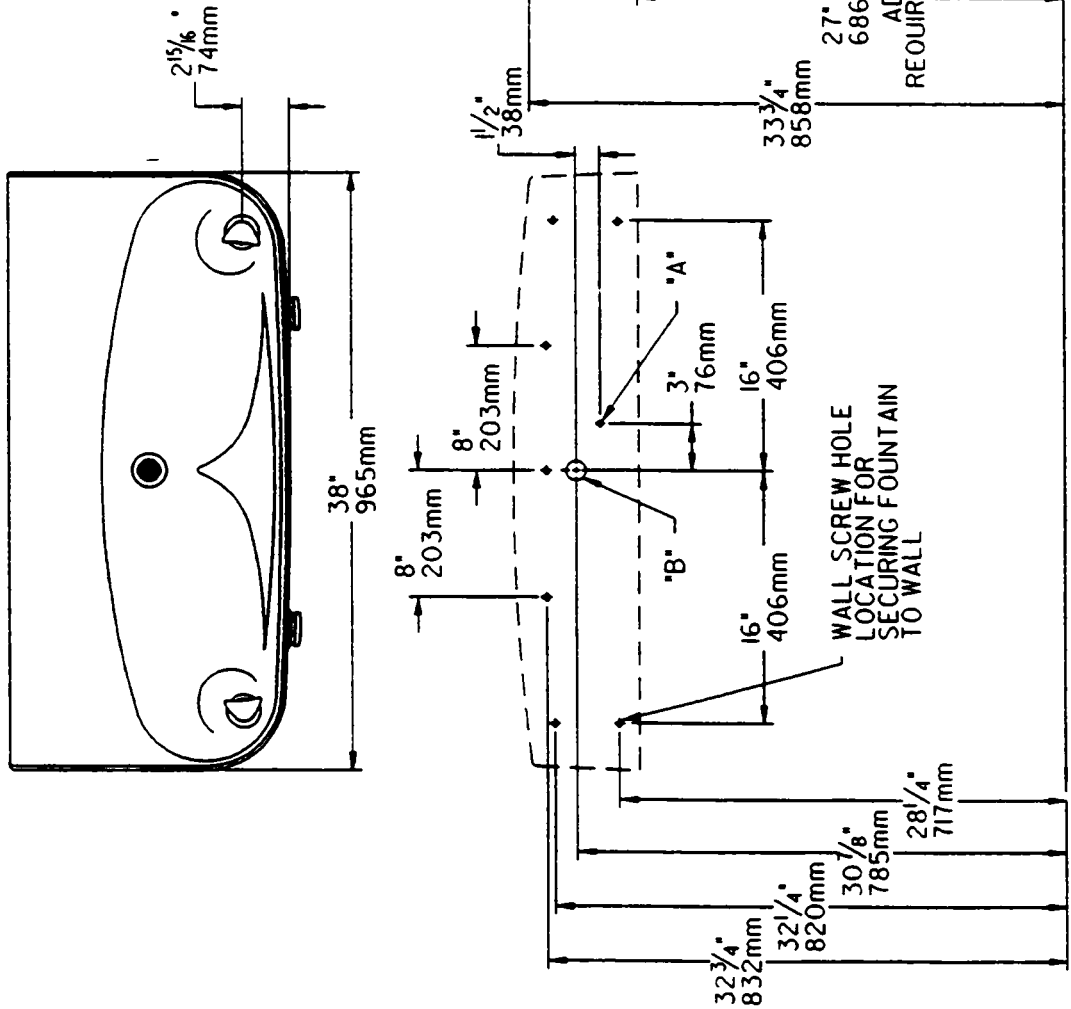 2 15/16 "
74mm
38"
965mm
1 1/2"
38mm
27"
686
AD
REQUIR
33 3/4"
858mm
8"
203mm
8"
203mm
"A"
3"
76mm
"B"
16"
406mm
16"
406mm
WALL SCREW HOLE
LOCATION FOR
SECURING FOUNTAIN
TO WALL
28 1/4"
717mm
30 7/8"
785mm
32 1/4"
820mm
32 3/4"
832mm